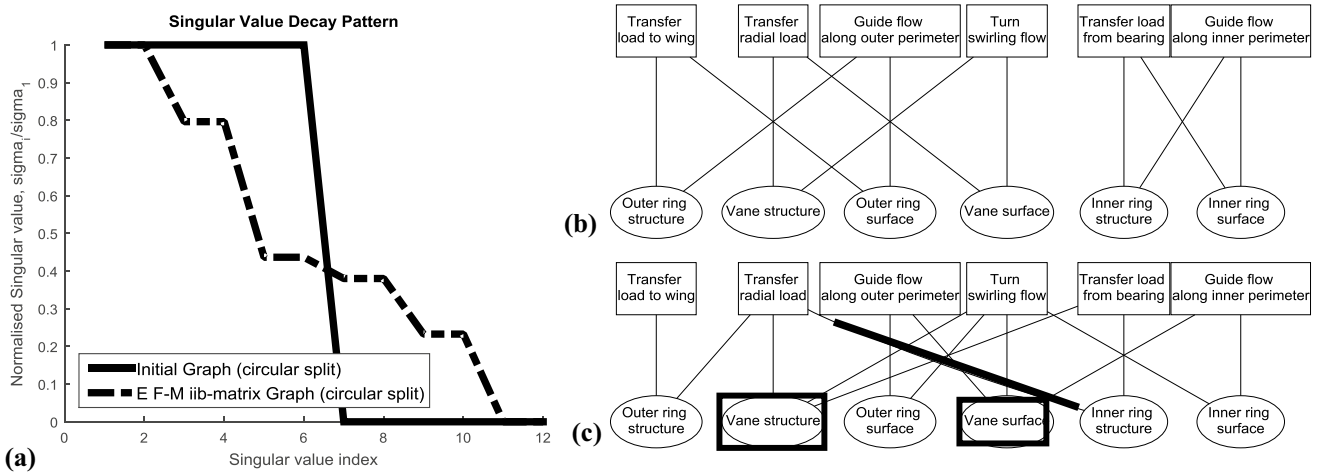 (a)
Singular Value Decay Pattern
Normalised Singular value, sigma_i/sigma_1
1
0.9
0.8
0.7
0.6
0.5
0.4
0.3
0.2
0.1
0
0 2 4 6 8 10 12
Singular value index
Initial Graph (circular split)
E F-M iib-matrix Graph (circular split)
(b)
Transfer
load to wing
Transfer
radial load
Guide flow
along outer perimeter
Turn
swirling flow
Transfer load
from bearing
Guide flow
along inner perimeter
Outer ring
structure
Vane structure
Outer ring
surface
Vane surface
Inner ring
structure
Inner ring
surface
(c)
Transfer
load to wing
Transfer
radial load
Guide flow
along outer perimeter
Turn
swirling flow
Transfer load
from bearing
Guide flow
along inner perimeter
Outer ring
structure
Vane structure
Outer ring
surface
Vane surface
Inner ring
structure
Inner ring
surface